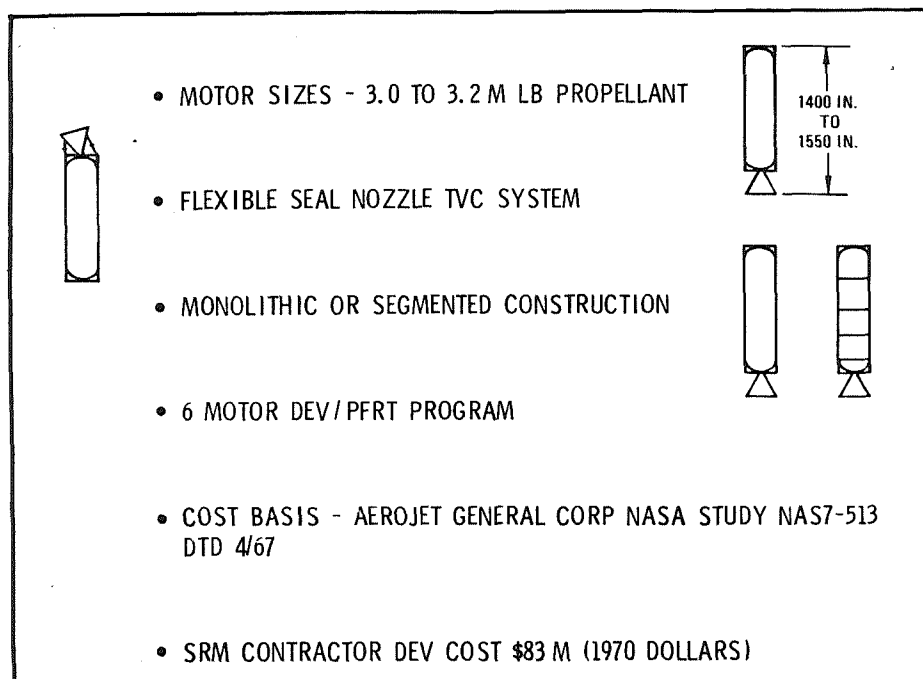 • MOTOR SIZES - 3.0 TO 3.2 M LB PROPELLANT
1400 IN.
TO
1550 IN.
• FLEXIBLE SEAL NOZZLE TVC SYSTEM
• MONOLITHIC OR SEGMENTED CONSTRUCTION
• 6 MOTOR DEV/PFRT PROGRAM
• COST BASIS - AEROJET GENERAL CORP NASA STUDY NAS7-513
DTD 4/67
• SRM CONTRACTOR DEV COST $83 M (1970 DOLLARS)